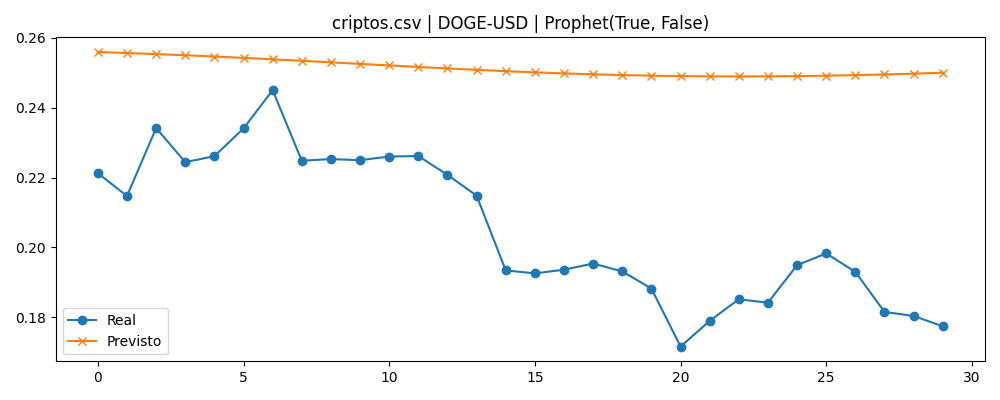 criptos.csv | DOGE-USD | Prophet(True, False)
0.26
0.24
0.22
0.20
0.18
Real
Previsto
0 5 10 15 20 25 30